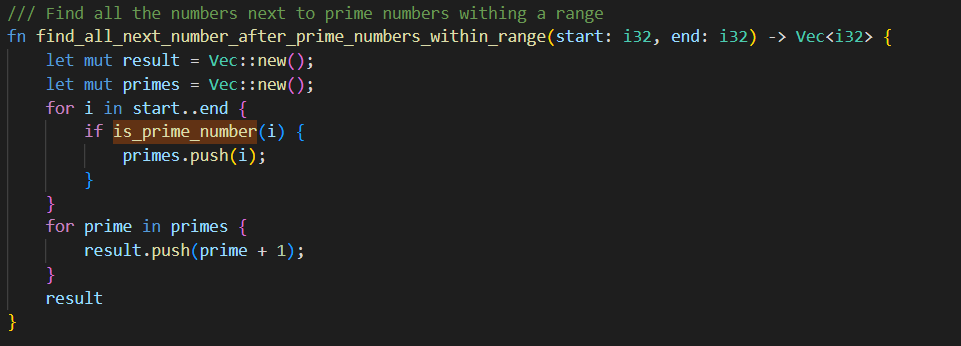 /// Find all the numbers next to prime numbers withing a range
fn find_all_next_number_after_prime_numbers_within_range(start: i32, end: i32) -> Vec<i32> {
    let mut result = Vec::new();
    let mut primes = Vec::new();
    for i in start..end {
        if is_prime_number(i) {
            primes.push(i);
        }
    }
    for prime in primes {
        result.push(prime + 1);
    }
    result
}